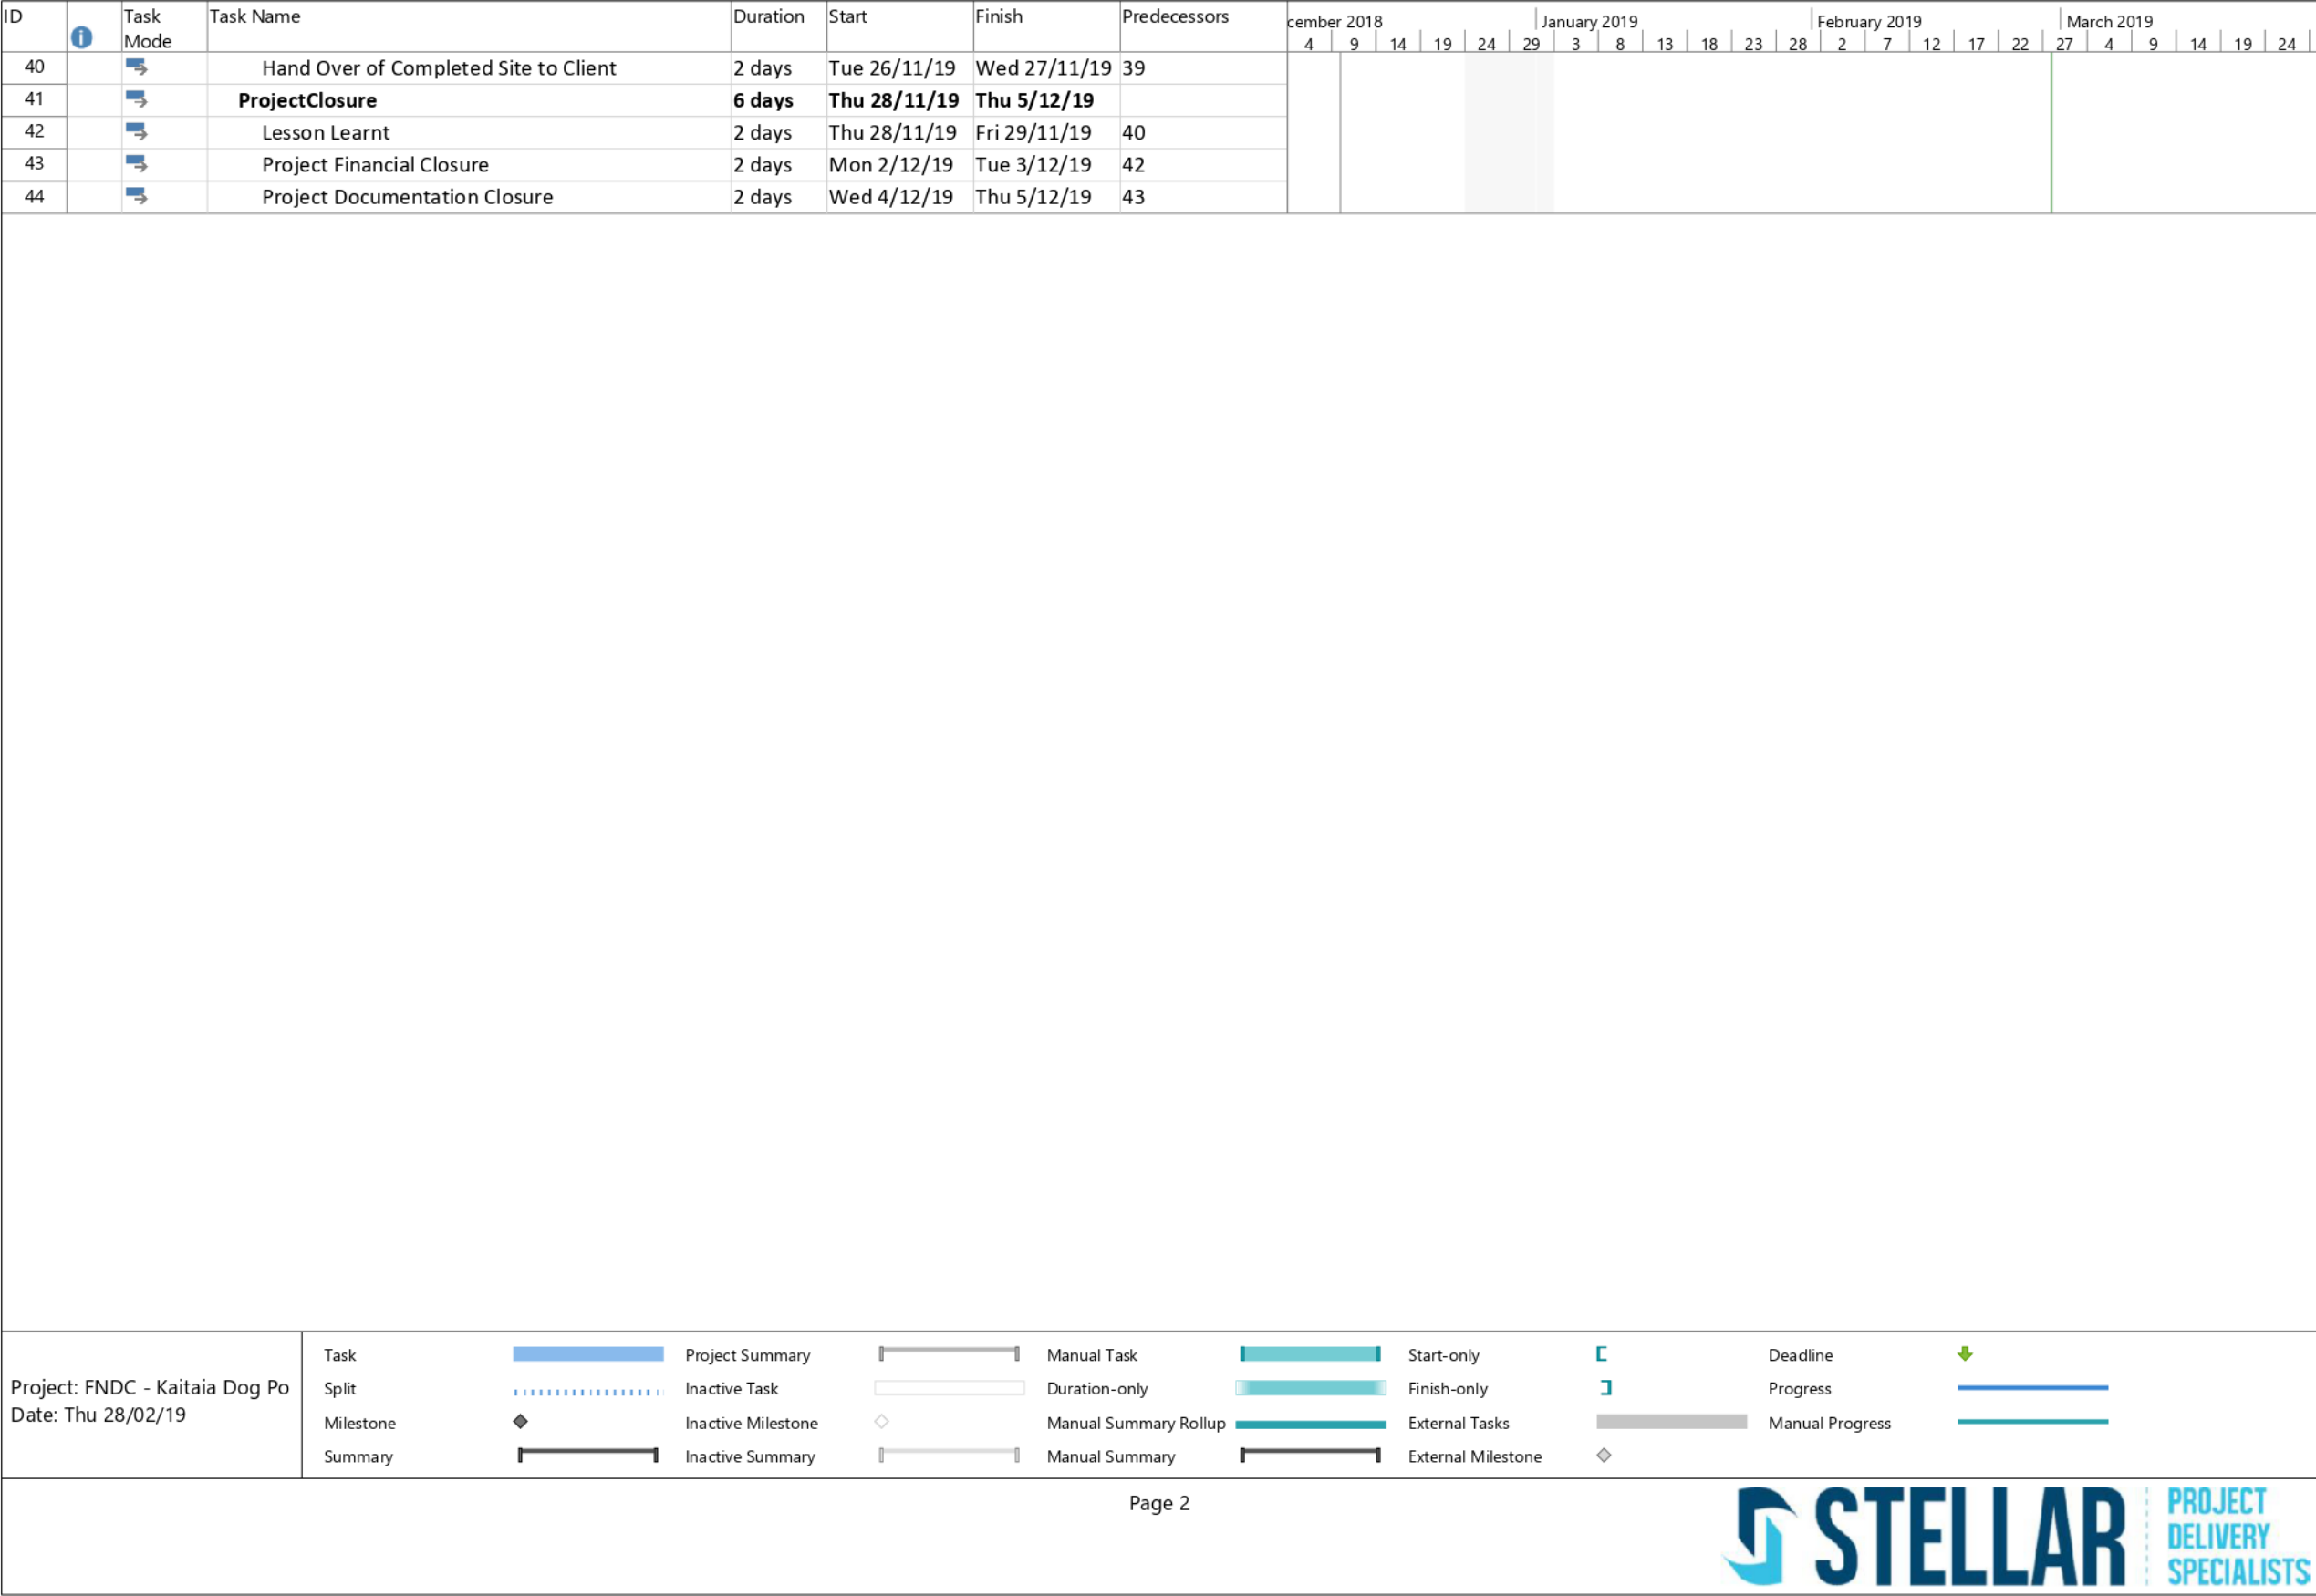 ID Task Mode Task Name Duration Start Finish Predecessors
cember 2018 January 2019 February 2019 March 2019
4 9 14 19 24 29 3 8 13 18 23 28 2 7 12 17 22 27 4 9 14 19 24
40 Hand Over of Completed Site to Client 2 days Tue 26/11/19 Wed 27/11/19 39
41 ProjectClosure 6 days Thu 28/11/19 Thu 5/12/19
42 Lesson Learnt 2 days Thu 28/11/19 Fri 29/11/19 40
43 Project Financial Closure 2 days Mon 2/12/19 Tue 3/12/19 42
44 Project Documentation Closure 2 days Wed 4/12/19 Thu 5/12/19 43
Project: FNDC - Kaitaia Dog Po
Date: Thu 28/02/19
Task Project Summary Manual Task Start-only Deadline
Split Inactive Task Duration-only Finish-only Progress
Milestone Inactive Milestone Manual Summary Rollup External Tasks Manual Progress
Summary Inactive Summary Manual Summary External Milestone
Page 2
STELLAR
PROJECT
DELIVERY
SPECIALISTS